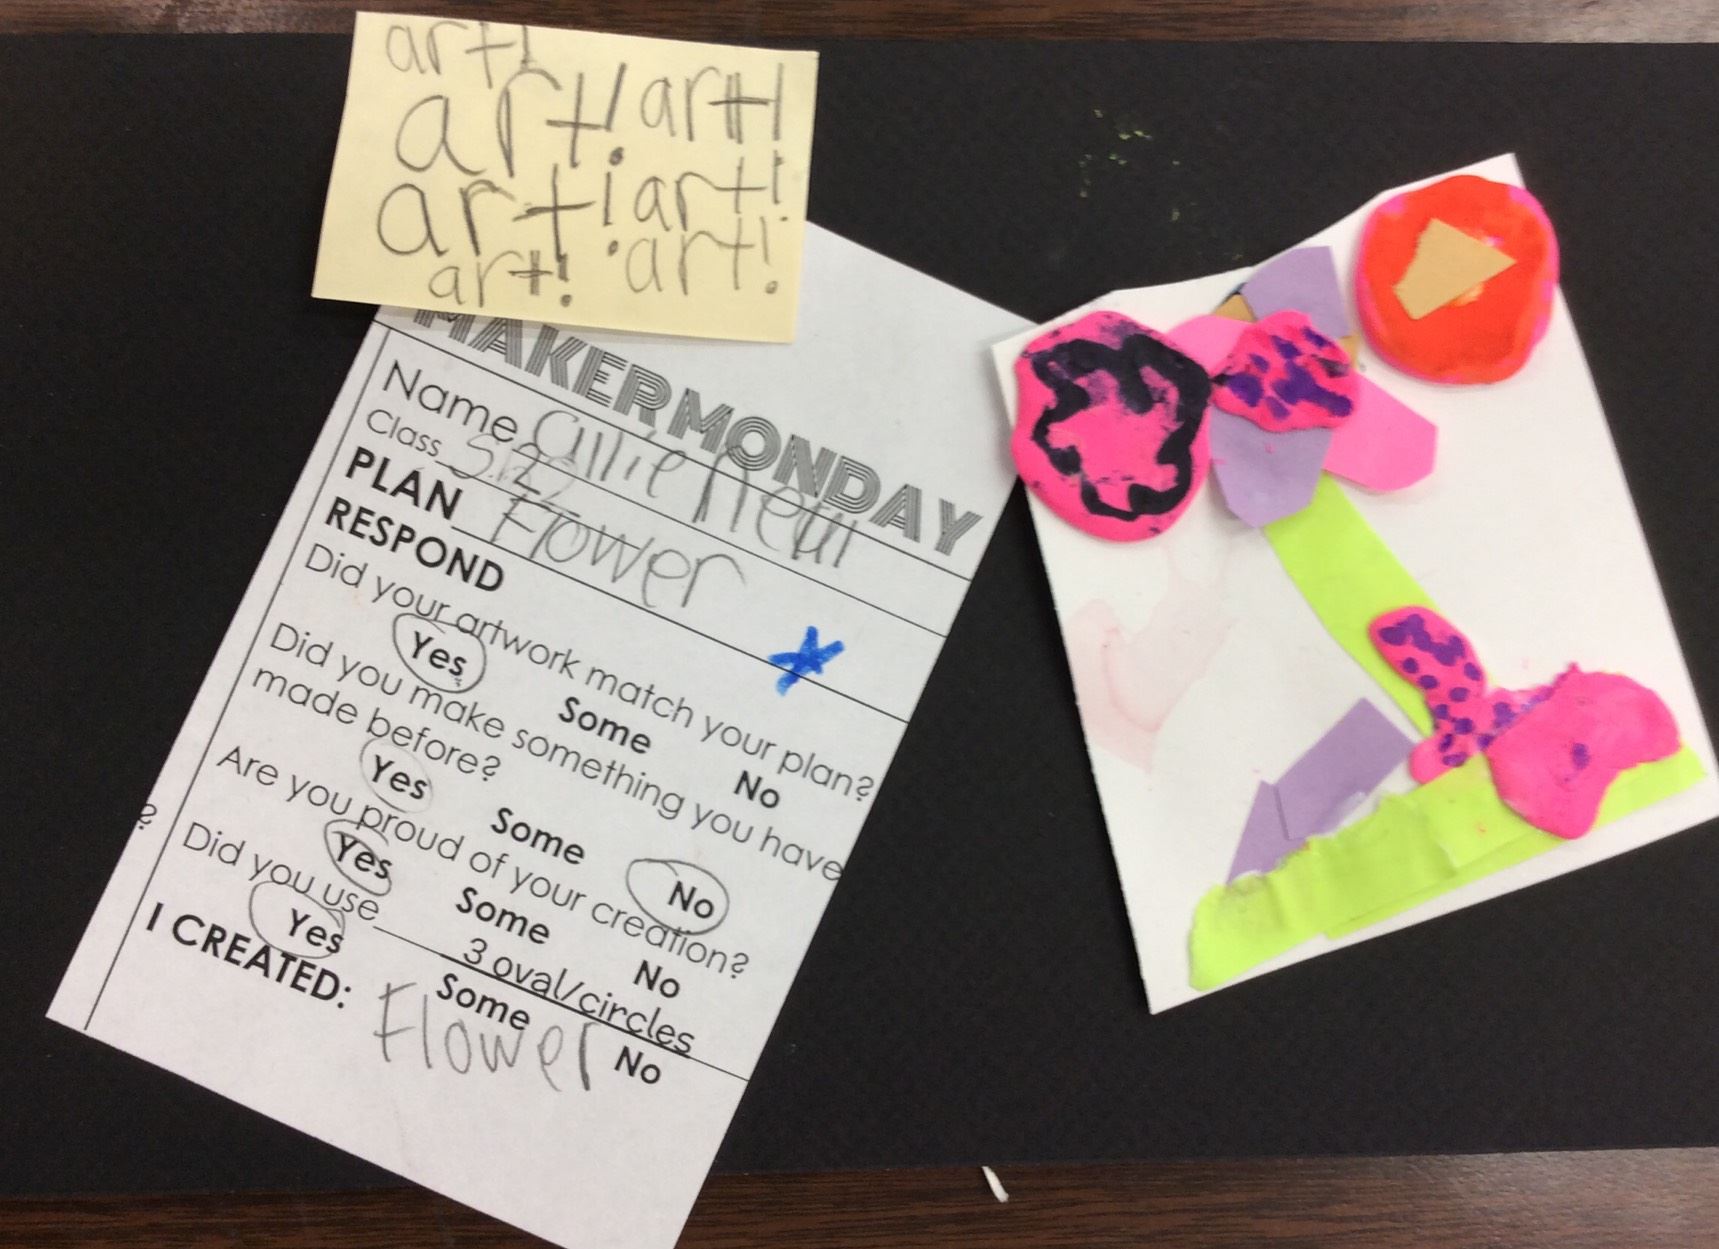 art!
art! art!
art! art!
art! art!
MAKER MONDAY
Name
Class
PLAN Flower
RESPOND
Did your artwork match your plan?
Yes Some No
Did you make something you have
made before?
Yes Some No
Are you proud of your creation?
Yes Some No
?
Did you use 3 oval/circles
Yes Some No
I CREATED: Flower